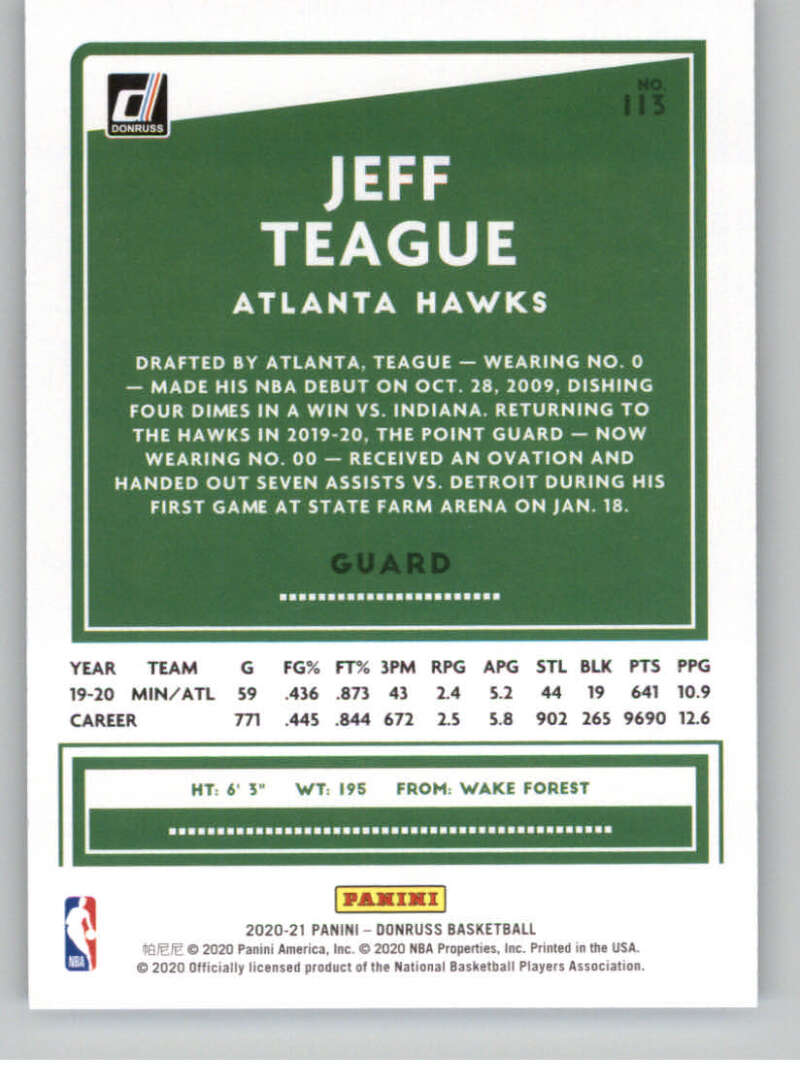 DONRUSS
NO.
113
JEFF
TEAGUE
ATLANTA HAWKS
DRAFTED BY ATLANTA, TEAGUE — WEARING NO. 0
— MADE HIS NBA DEBUT ON OCT. 28, 2009, DISHING
FOUR DIMES IN A WIN VS. INDIANA. RETURNING TO
THE HAWKS IN 2019-20, THE POINT GUARD — NOW
WEARING NO. 00 — RECEIVED AN OVATION AND
HANDED OUT SEVEN ASSISTS VS. DETROIT DURING HIS
FIRST GAME AT STATE FARM ARENA ON JAN. 18.
GUARD
YEAR TEAM G FG% FT% 3PM RPG APG STL BLK PTS PPG
19-20 MIN/ATL 59 .436 .873 43 2.4 5.2 44 19 641 10.9
CAREER 771 .445 .844 672 2.5 5.8 902 265 9690 12.6
HT: 6' 3" WT: 195 FROM: WAKE FOREST
PANINI
2020-21 PANINI – DONRUSS BASKETBALL
帕尼尼 © 2020 Panini America, Inc. © 2020 NBA Properties, Inc. Printed in the USA.
© 2020 Officially licensed product of the National Basketball Players Association.
NBA